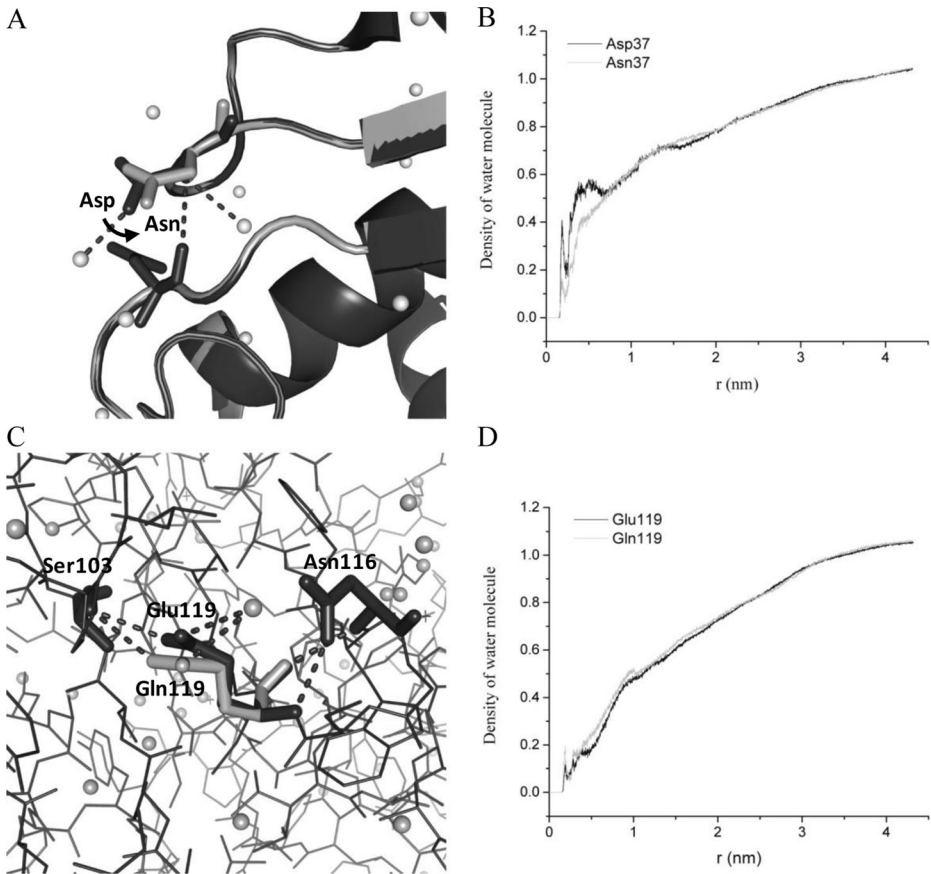 A
Asp
Asn
B
Density of water molecule
1.2
1.0
0.8
0.6
0.4
0.2
0.0
Asp37
Asn37
0 1 2 3 4
r (nm)
C
Ser103
Glu119
Gln119
Asn116
D
Density of water molecule
1.2
1.0
0.8
0.6
0.4
0.2
0.0
Glu119
Gln119
0 1 2 3 4
r (nm)